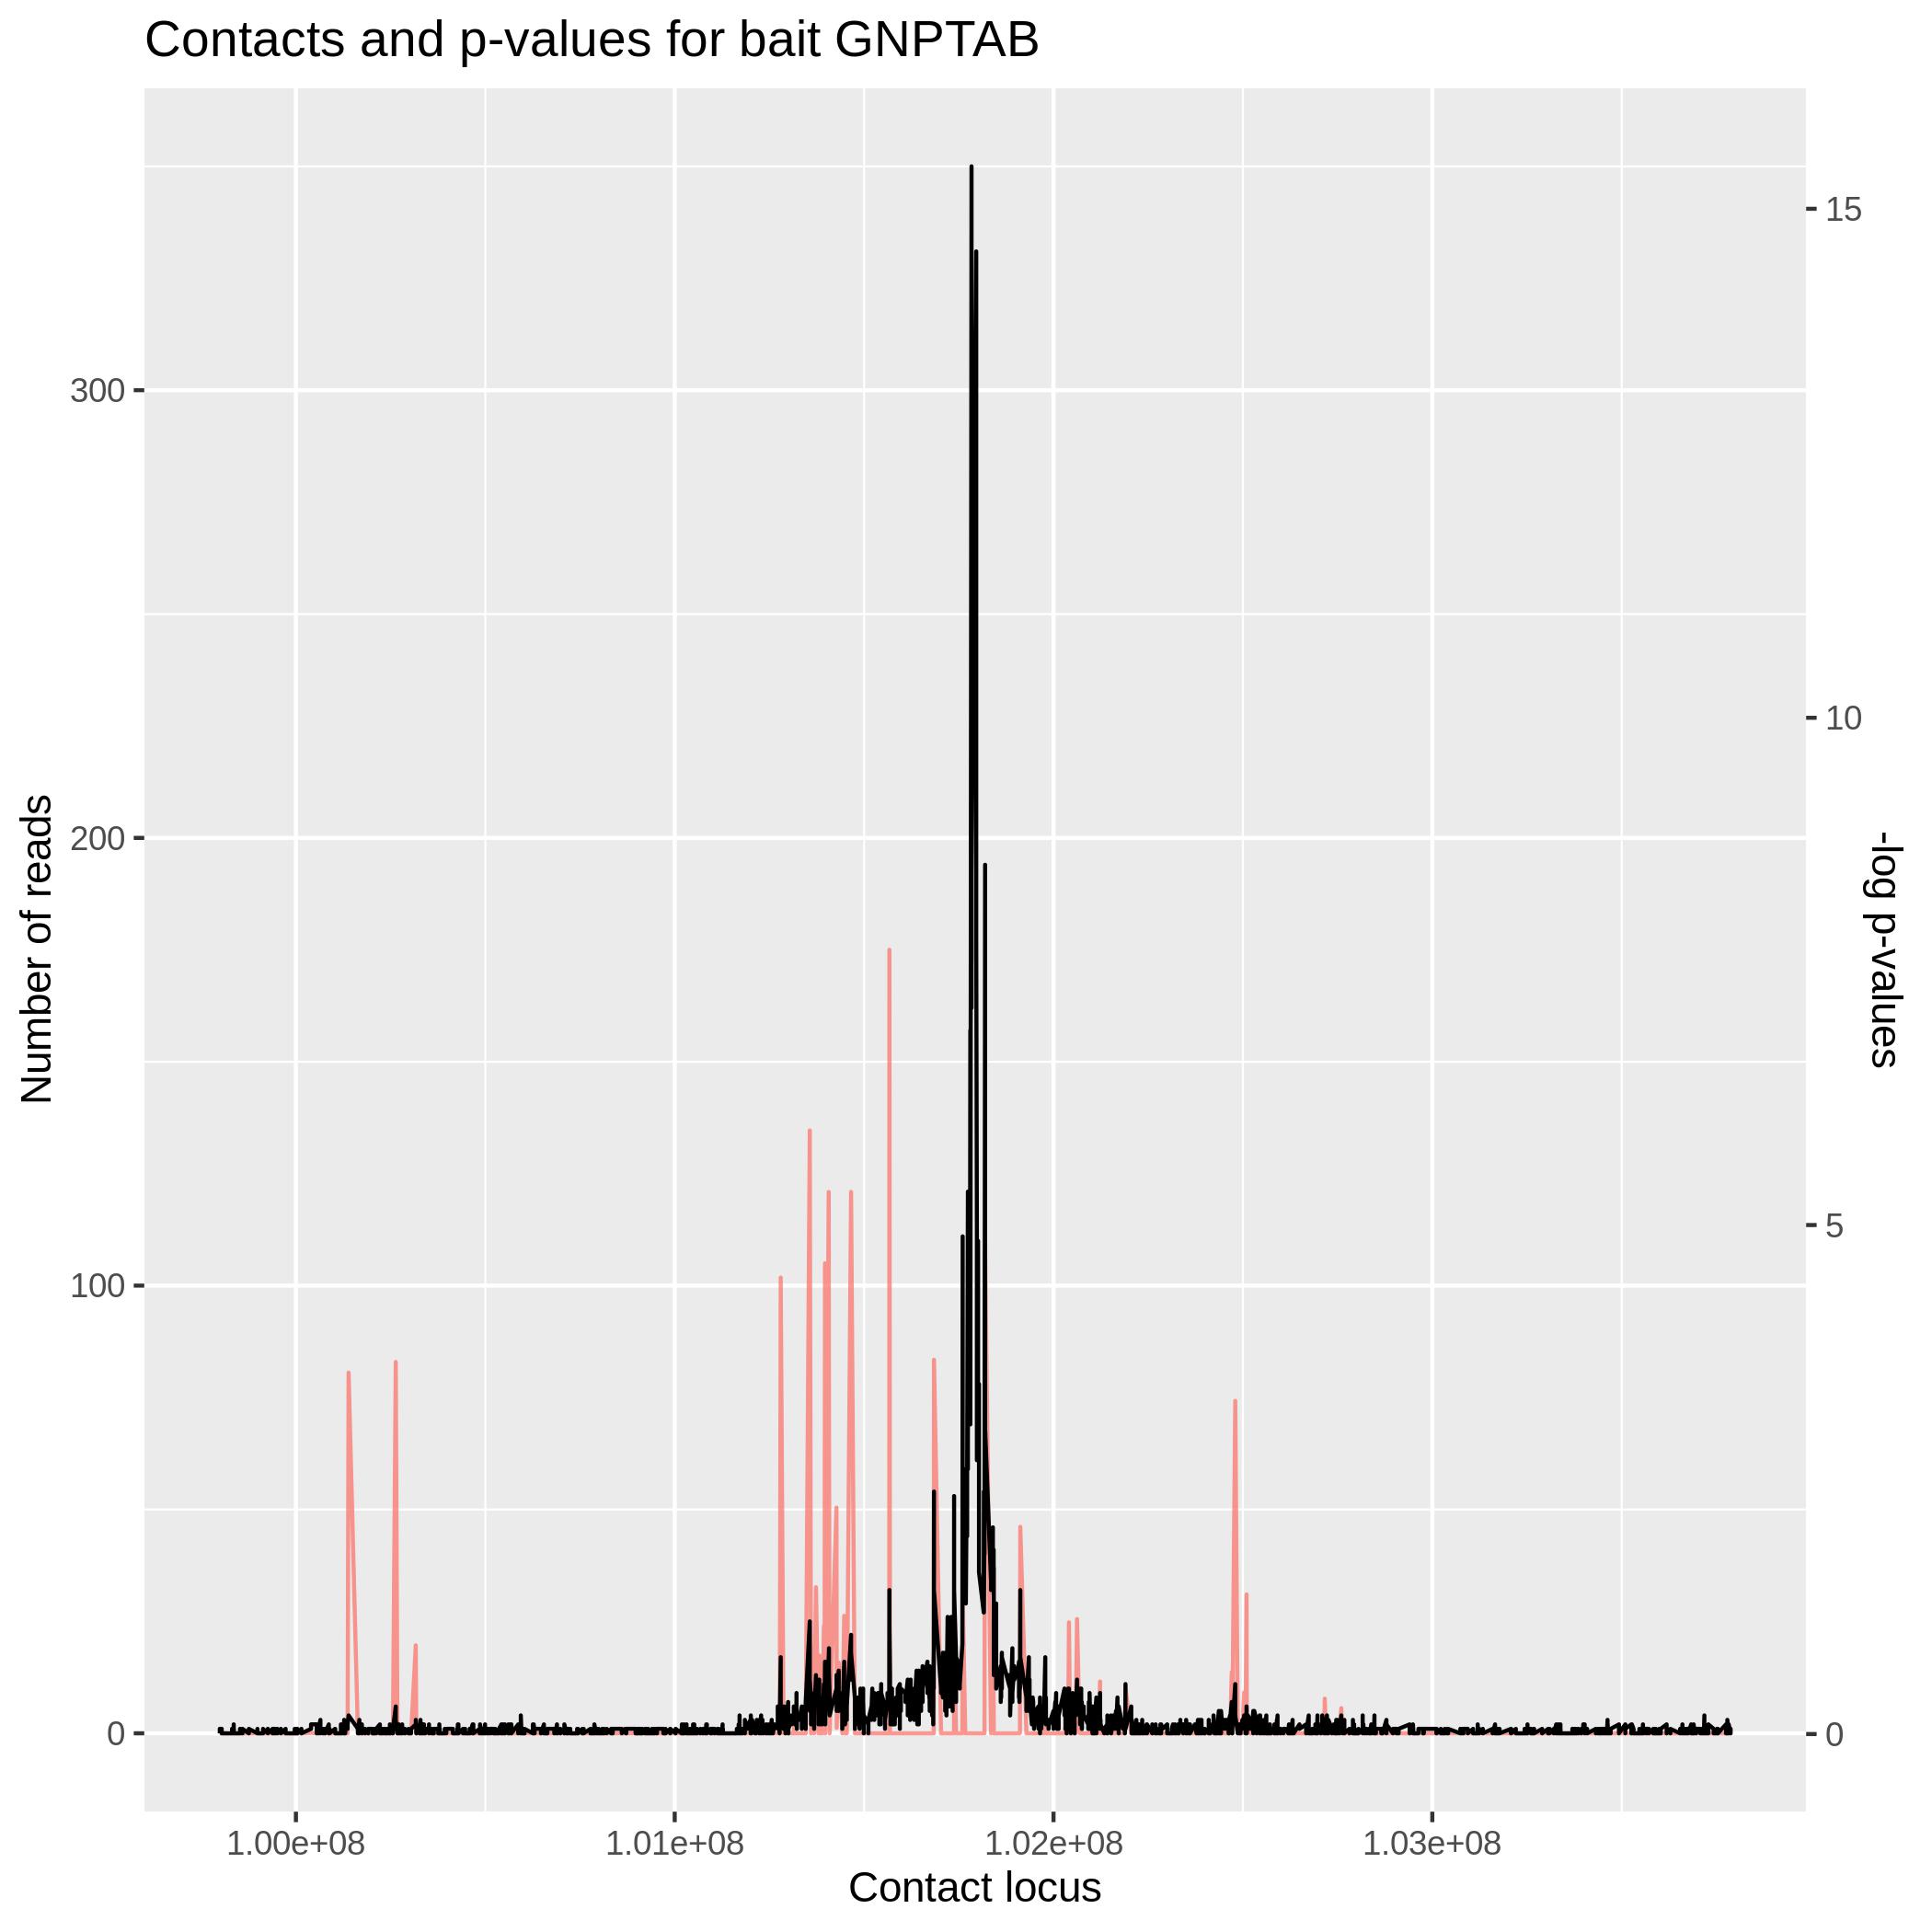 Contacts and p-values for bait GNPTAB
Number of reads
300
200
100
0
15
10
5
0
-log p-values
1.00e+08
1.01e+08
1.02e+08
1.03e+08
Contact locus